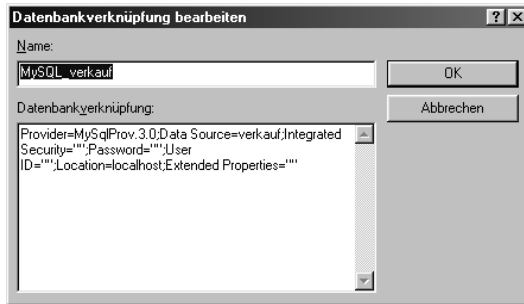 Datenbankverknüpfung bearbeiten
Name:
MySQL_verkauf
OK
Datenbankverknüpfung:
Abbrechen
Provider=MySqlProv.3.0;Data Source=verkauf;Integrated
Security="";Password="";User
ID="";Location=localhost;Extended Properties=""